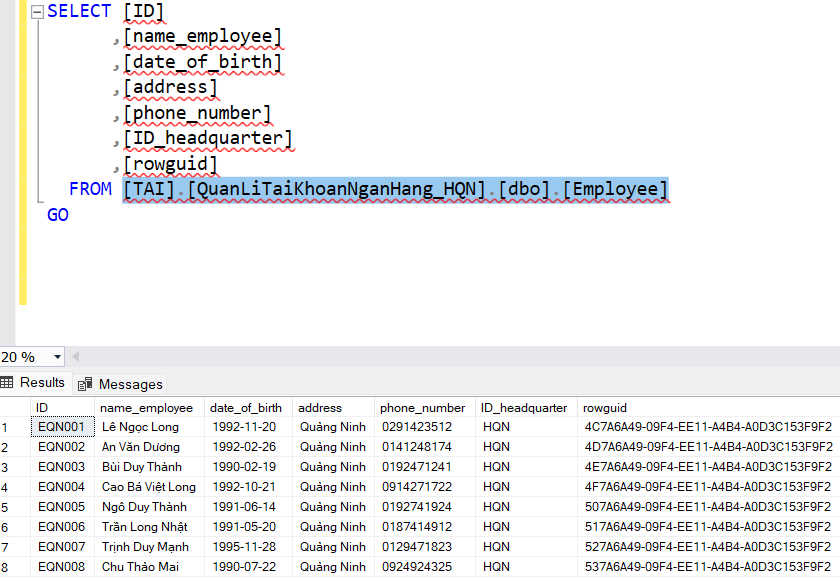 SELECT [ID]
,[name_employee]
,[date_of_birth]
,[address]
,[phone_number]
,[ID_headquarter]
,[rowguid]
FROM [TAI].[QuanLiTaiKhoanNganHang_HQN].[dbo].[Employee]
GO
20 %
Results Messages
ID name_employee date_of_birth address phone_number ID_headquarter rowguid
1 EQN001 Lê Ngọc Long 1992-11-20 Quảng Ninh 0291423512 HQN 4C7A6A49-09F4-EE11-A4B4-A0D3C153F9F2
2 EQN002 An Văn Dương 1992-02-26 Quảng Ninh 0141248174 HQN 4D7A6A49-09F4-EE11-A4B4-A0D3C153F9F2
3 EQN003 Bùi Duy Thành 1990-02-19 Quảng Ninh 0192471241 HQN 4E7A6A49-09F4-EE11-A4B4-A0D3C153F9F2
4 EQN004 Cao Bá Việt Long 1992-10-21 Quảng Ninh 0914271722 HQN 4F7A6A49-09F4-EE11-A4B4-A0D3C153F9F2
5 EQN005 Ngô Duy Thành 1991-06-14 Quảng Ninh 0192741924 HQN 507A6A49-09F4-EE11-A4B4-A0D3C153F9F2
6 EQN006 Trần Long Nhật 1991-05-20 Quảng Ninh 0187414912 HQN 517A6A49-09F4-EE11-A4B4-A0D3C153F9F2
7 EQN007 Trịnh Duy Mạnh 1995-11-28 Quảng Ninh 0129471823 HQN 527A6A49-09F4-EE11-A4B4-A0D3C153F9F2
8 EQN008 Chu Thảo Mai 1990-07-22 Quảng Ninh 0924924325 HQN 537A6A49-09F4-EE11-A4B4-A0D3C153F9F2